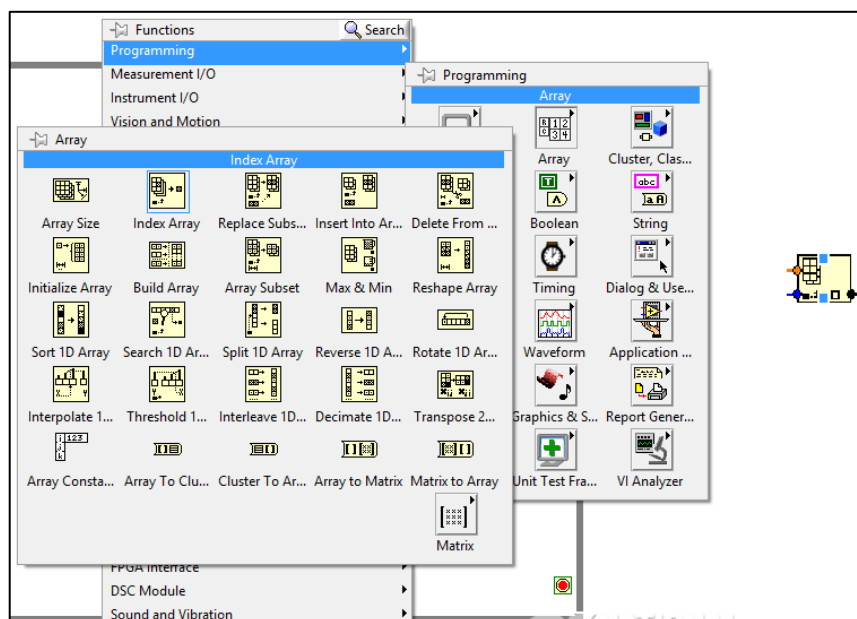 Functions
Search
Programming
Measurement I/O
Instrument I/O
Vision and Motion
Programming
Array
Array
Cluster, Clas...
Boolean
String
Timing
Dialog & Use...
Waveform
Application ...
Graphics & S...
Report Gener...
Unit Test Fra...
VI Analyzer
Array
Index Array
Array Size
Index Array
Replace Subs...
Insert Into Ar...
Delete From ...
Initialize Array
Build Array
Array Subset
Max & Min
Reshape Array
Sort 1D Array
Search 1D Ar...
Split 1D Array
Reverse 1D A...
Rotate 1D Ar...
Interpolate 1...
Threshold 1...
Interleave 1D...
Decimate 1D...
Transpose 2...
Array Consta...
Array To Clu...
Cluster To Ar...
Array to Matrix
Matrix to Array
Matrix
FPGA Interface
DSC Module
Sound and Vibration